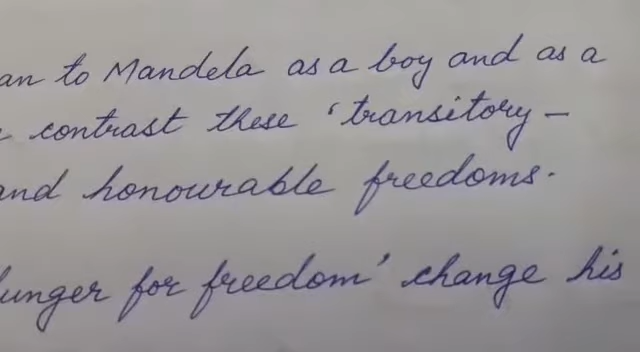 an to Mandela as a boy and as a
contrast these 'transitory –
and honourable freedoms.
unger for freedom' change his